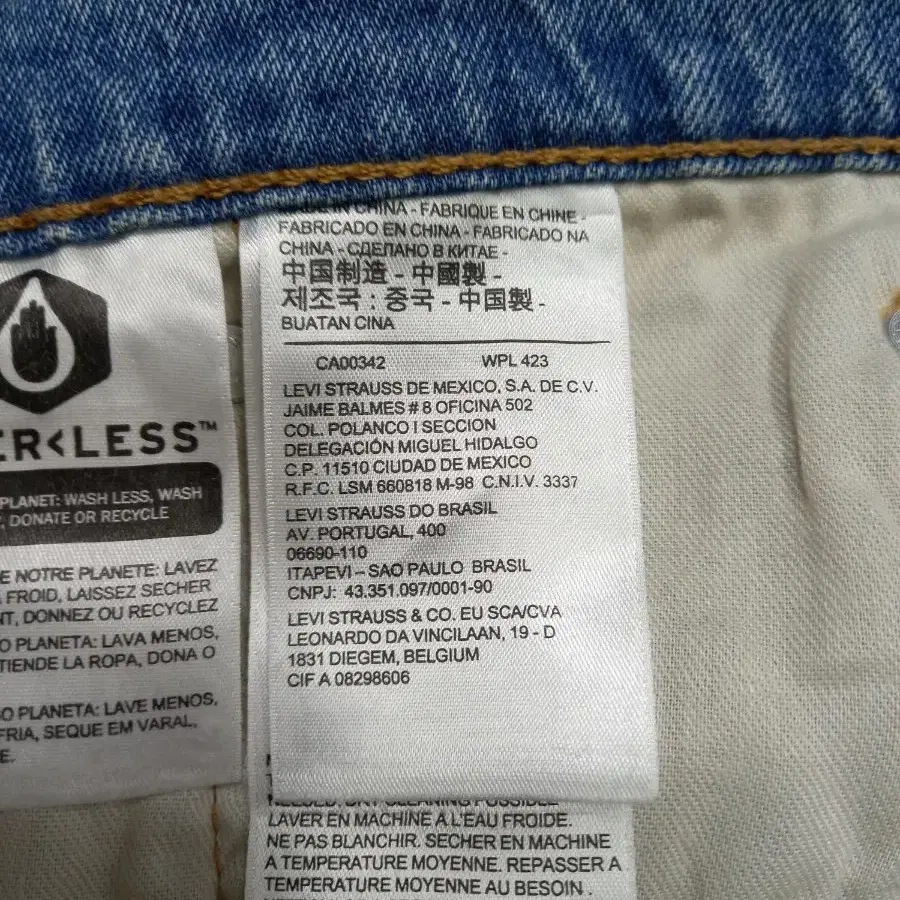 ER<LESS™
PLANET: WASH LESS, WASH
, DONATE OR RECYCLE
E NOTRE PLANETE: LAVEZ
FROID, LAISSEZ SECHER
NT, DONNEZ OU RECYCLEZ
O PLANETA: LAVA MENOS,
TIENDE LA ROPA, DONA O
O PLANETA: LAVE MENOS,
FRIA, SEQUE EM VARAL,
E.
IN CHINA - FABRIQUE EN CHINE -
FABRICADO EN CHINA - FABRICADO NA
CHINA - СДЕЛАНО В КИТАЕ -
中国制造 - 中國製 -
제조국 : 중국 - 中国製 -
BUATAN CINA
CA00342 WPL 423
LEVI STRAUSS DE MEXICO, S.A. DE C.V.
JAIME BALMES # 8 OFICINA 502
COL. POLANCO I SECCION
DELEGACIÓN MIGUEL HIDALGO
C.P. 11510 CIUDAD DE MEXICO
R.F.C. LSM 660818 M-98 C.N.I.V. 3337
LEVI STRAUSS DO BRASIL
AV. PORTUGAL, 400
06690-110
ITAPEVI – SAO PAULO BRASIL
CNPJ: 43.351.097/0001-90
LEVI STRAUSS & CO. EU SCA/CVA
LEONARDO DA VINCILAAN, 19 - D
1831 DIEGEM, BELGIUM
CIF A 08298606
NEEDED. DRY CLEANING POSSIBLE
LAVER EN MACHINE A L'EAU FROIDE.
NE PAS BLANCHIR. SECHER EN MACHINE
A TEMPERATURE MOYENNE. REPASSER A
TEMPERATURE MOYENNE AU BESOIN .